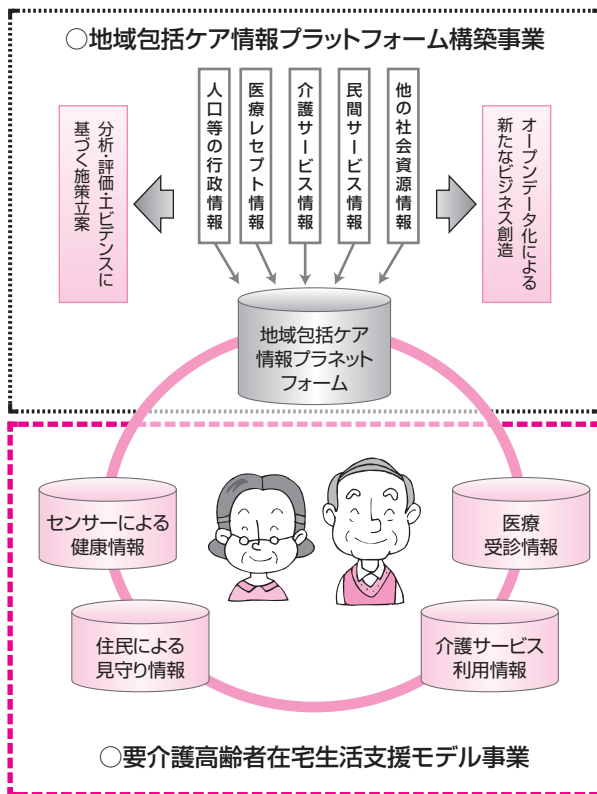 ○地域包括ケア情報プラットフォーム構築事業
分析・評価・エビデンスに
基づく施策立案
人口等の行政情報
医療レセプト情報
介護サービス情報
民間サービス情報
他の社会資源情報
オープンデータ化による
新たなビジネス創造
地域包括ケア
情報プラネット
フォーム
センサーによる
健康情報
医療
受診情報
住民による
見守り情報
介護サービス
利用情報
○要介護高齢者在宅生活支援モデル事業